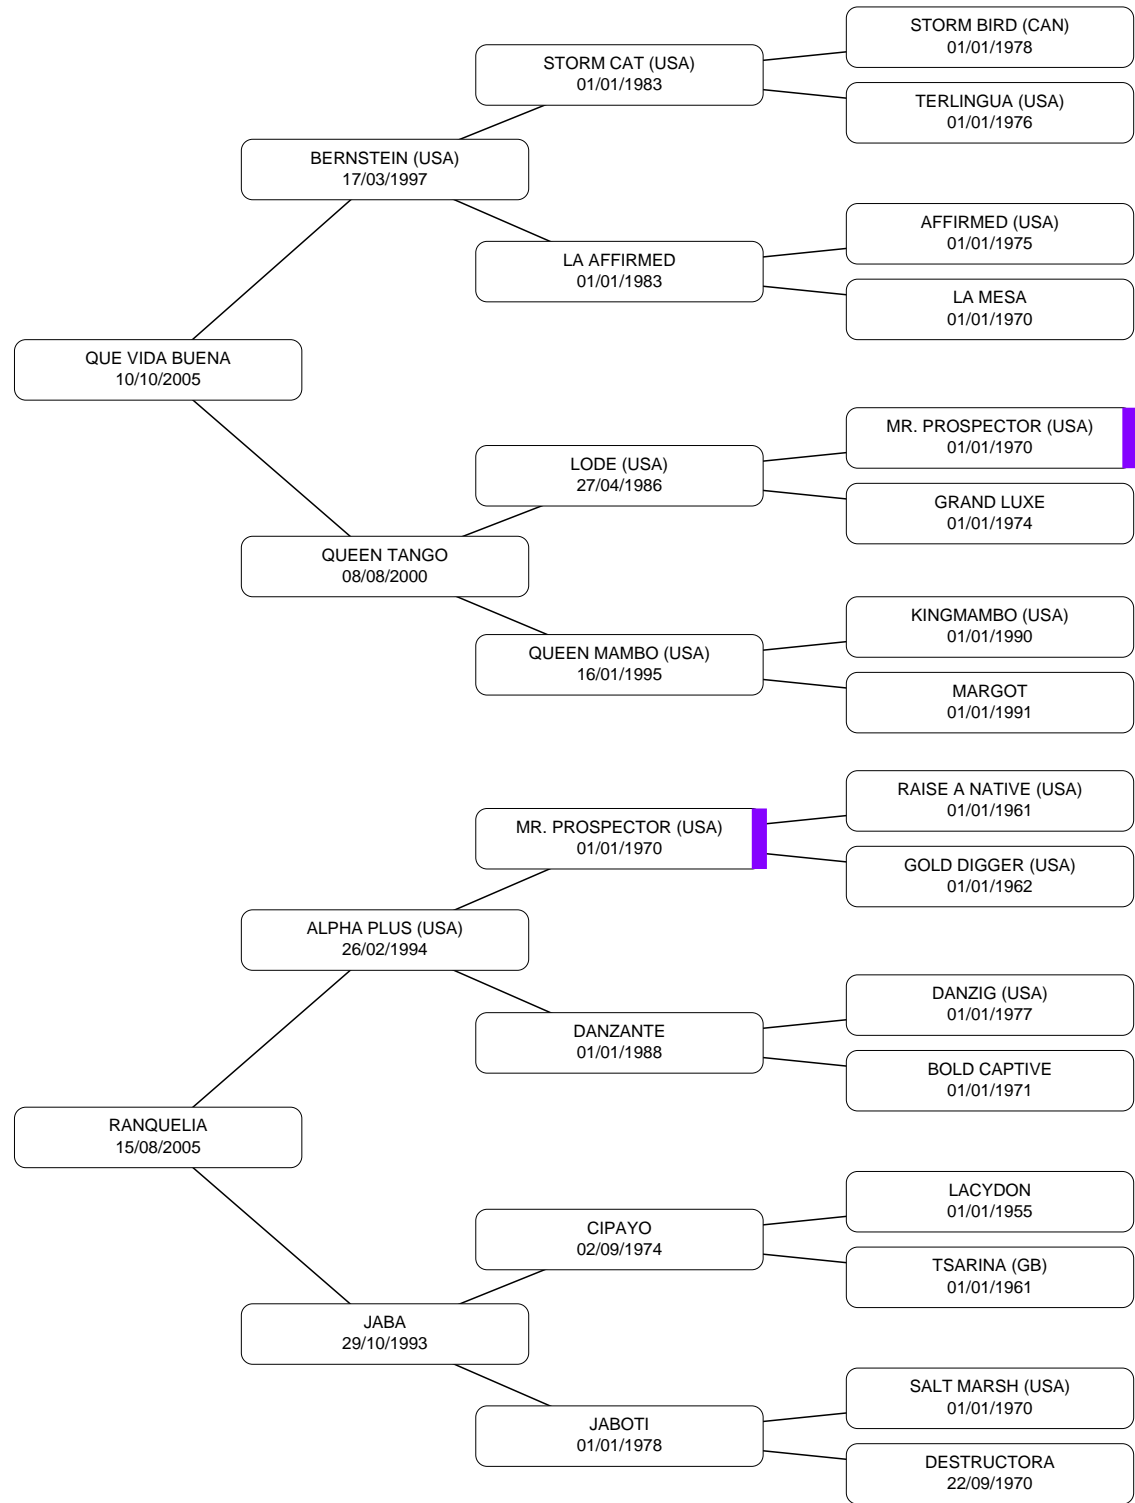 STORM BIRD (CAN)
01/01/1978
STORM CAT (USA)
01/01/1983
TERLINGUA (USA)
01/01/1976
BERNSTEIN (USA)
17/03/1997
AFFIRMED (USA)
01/01/1975
LA AFFIRMED
01/01/1983
LA MESA
01/01/1970
QUE VIDA BUENA
10/10/2005
MR. PROSPECTOR (USA)
01/01/1970
LODE (USA)
27/04/1986
GRAND LUXE
01/01/1974
QUEEN TANGO
08/08/2000
KINGMAMBO (USA)
01/01/1990
QUEEN MAMBO (USA)
16/01/1995
MARGOT
01/01/1991
RAISE A NATIVE (USA)
01/01/1961
MR. PROSPECTOR (USA)
01/01/1970
GOLD DIGGER (USA)
01/01/1962
ALPHA PLUS (USA)
26/02/1994
DANZIG (USA)
01/01/1977
DANZANTE
01/01/1988
BOLD CAPTIVE
01/01/1971
RANQUELIA
15/08/2005
LACYDON
01/01/1955
CIPAYO
02/09/1974
TSARINA (GB)
01/01/1961
JABA
29/10/1993
SALT MARSH (USA)
01/01/1970
JABOTI
01/01/1978
DESTRUCTORA
22/09/1970